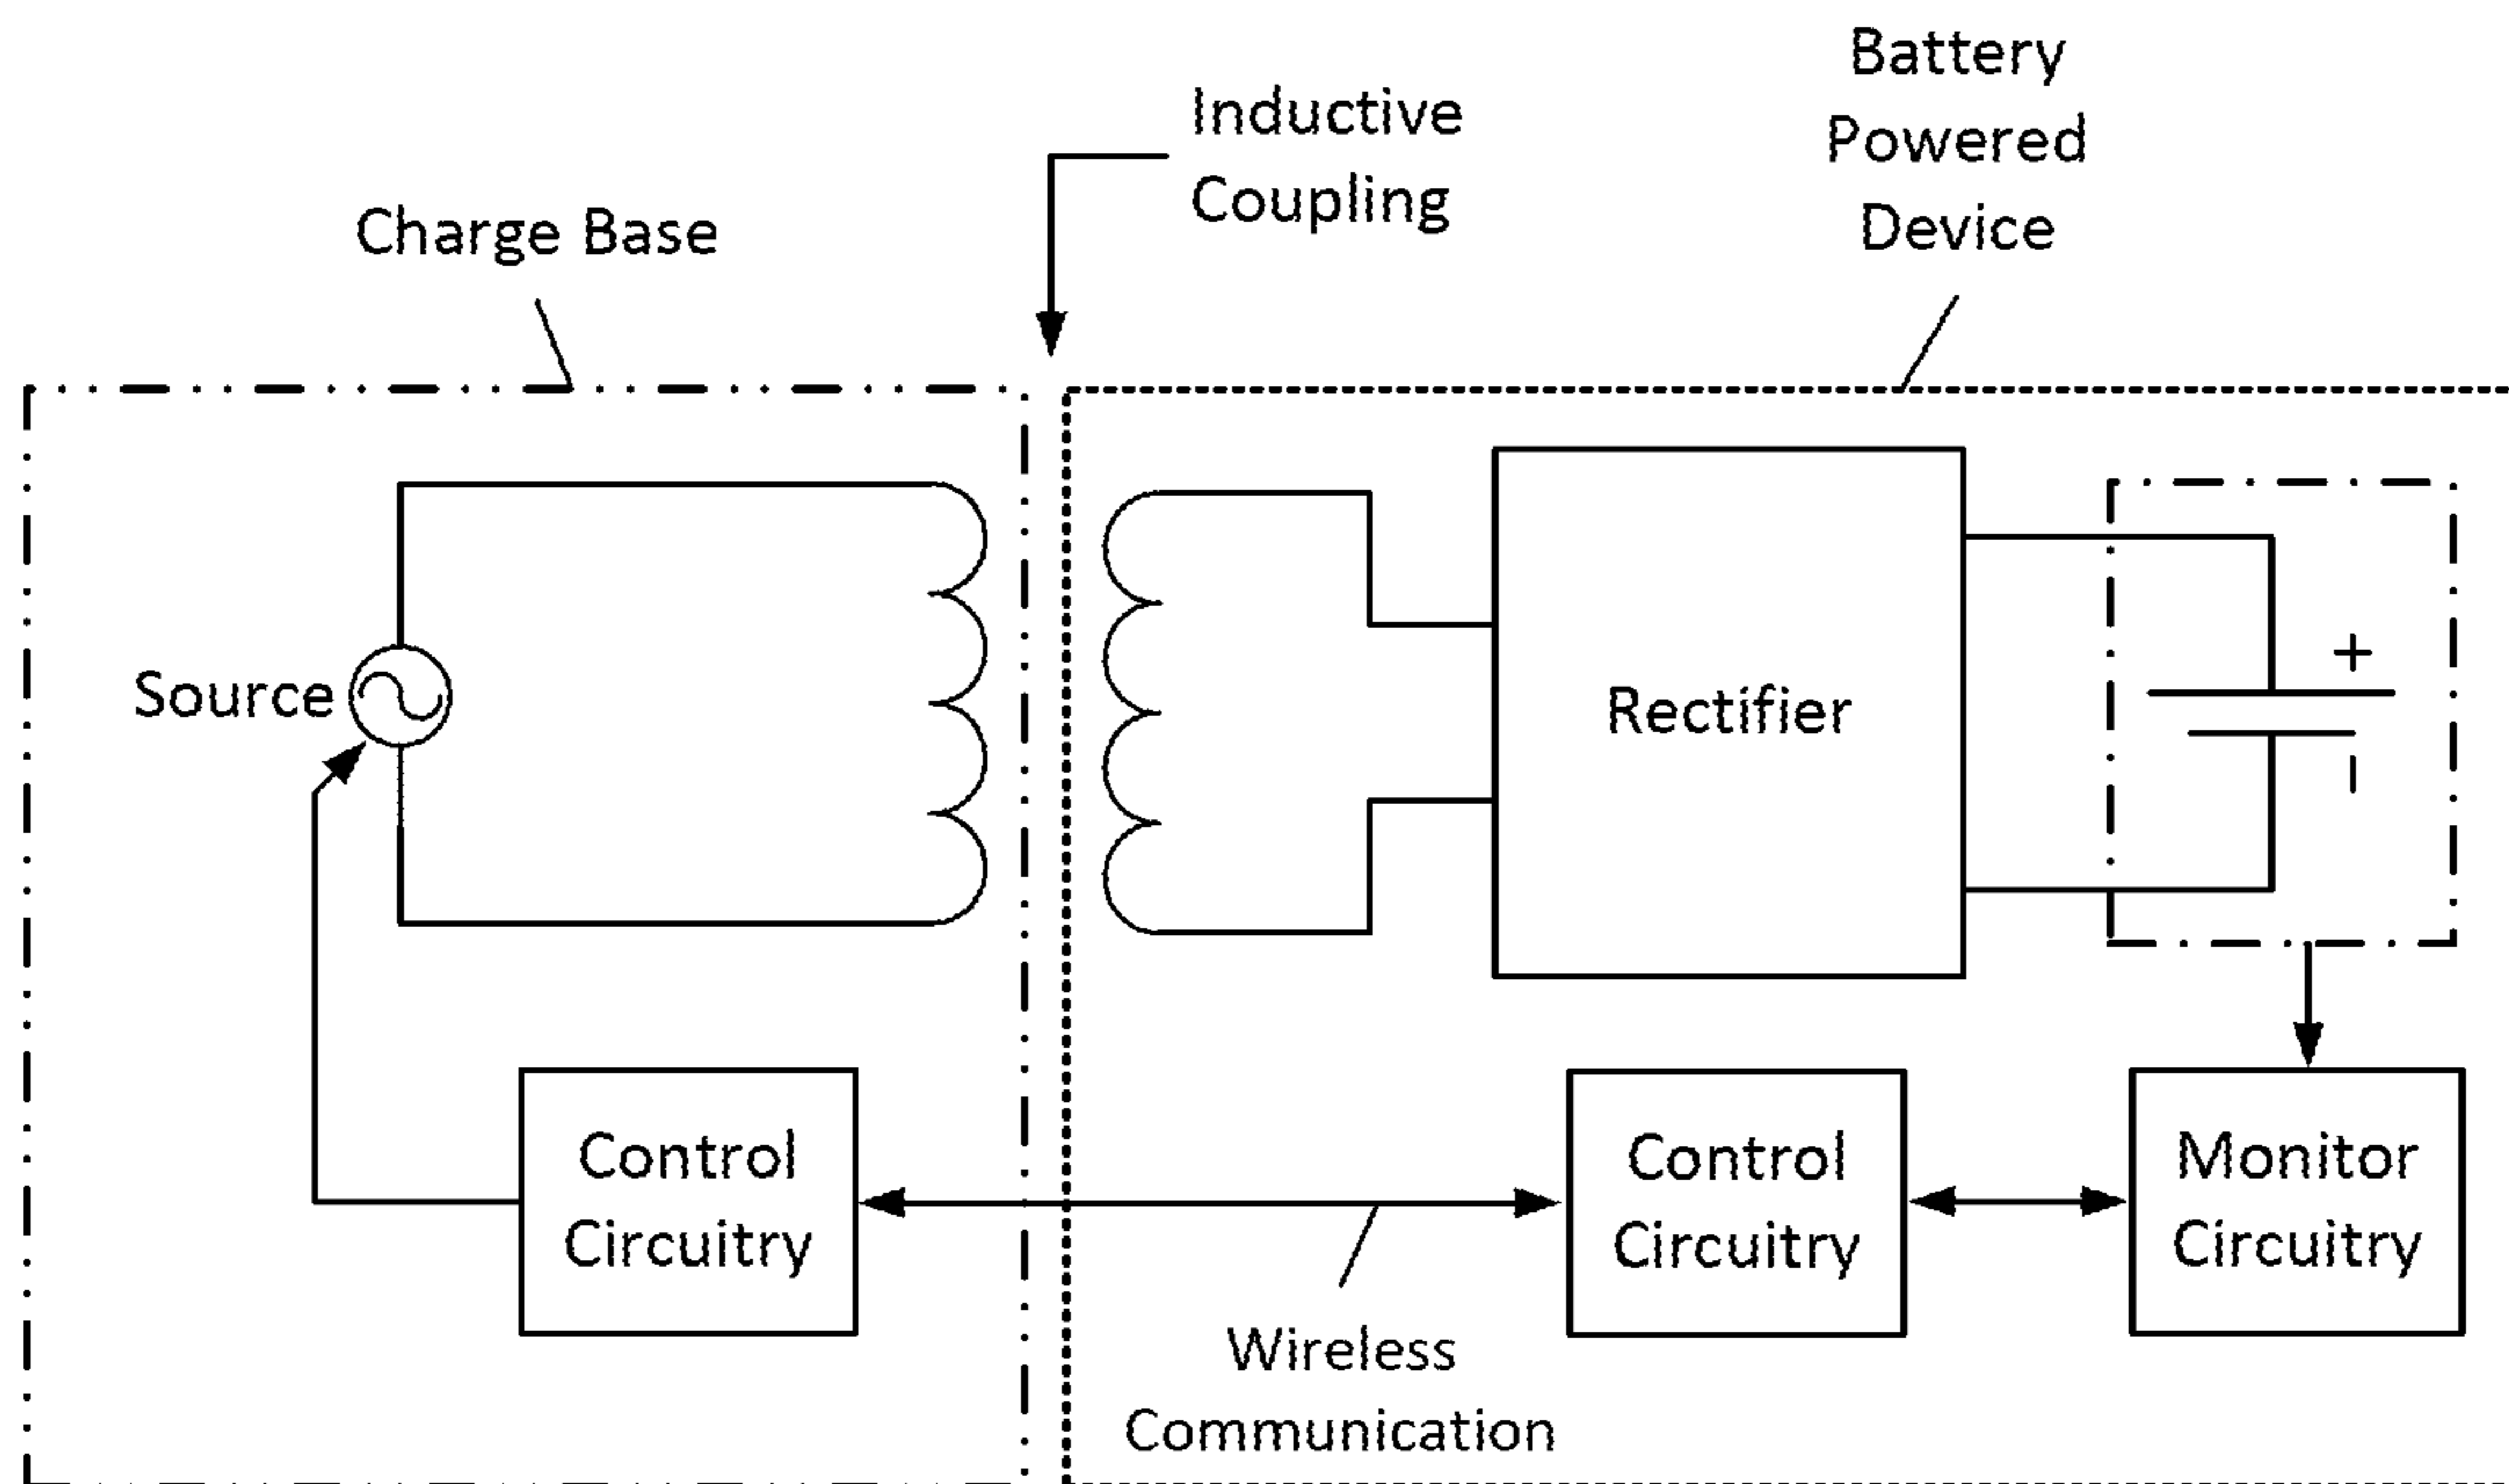 Battery
Powered
Device
Inductive
Coupling
Charge Base
Source
Rectifier
+
Control
Circuitry
Control
Circuitry
Monitor
Circuitry
Wireless
Communication